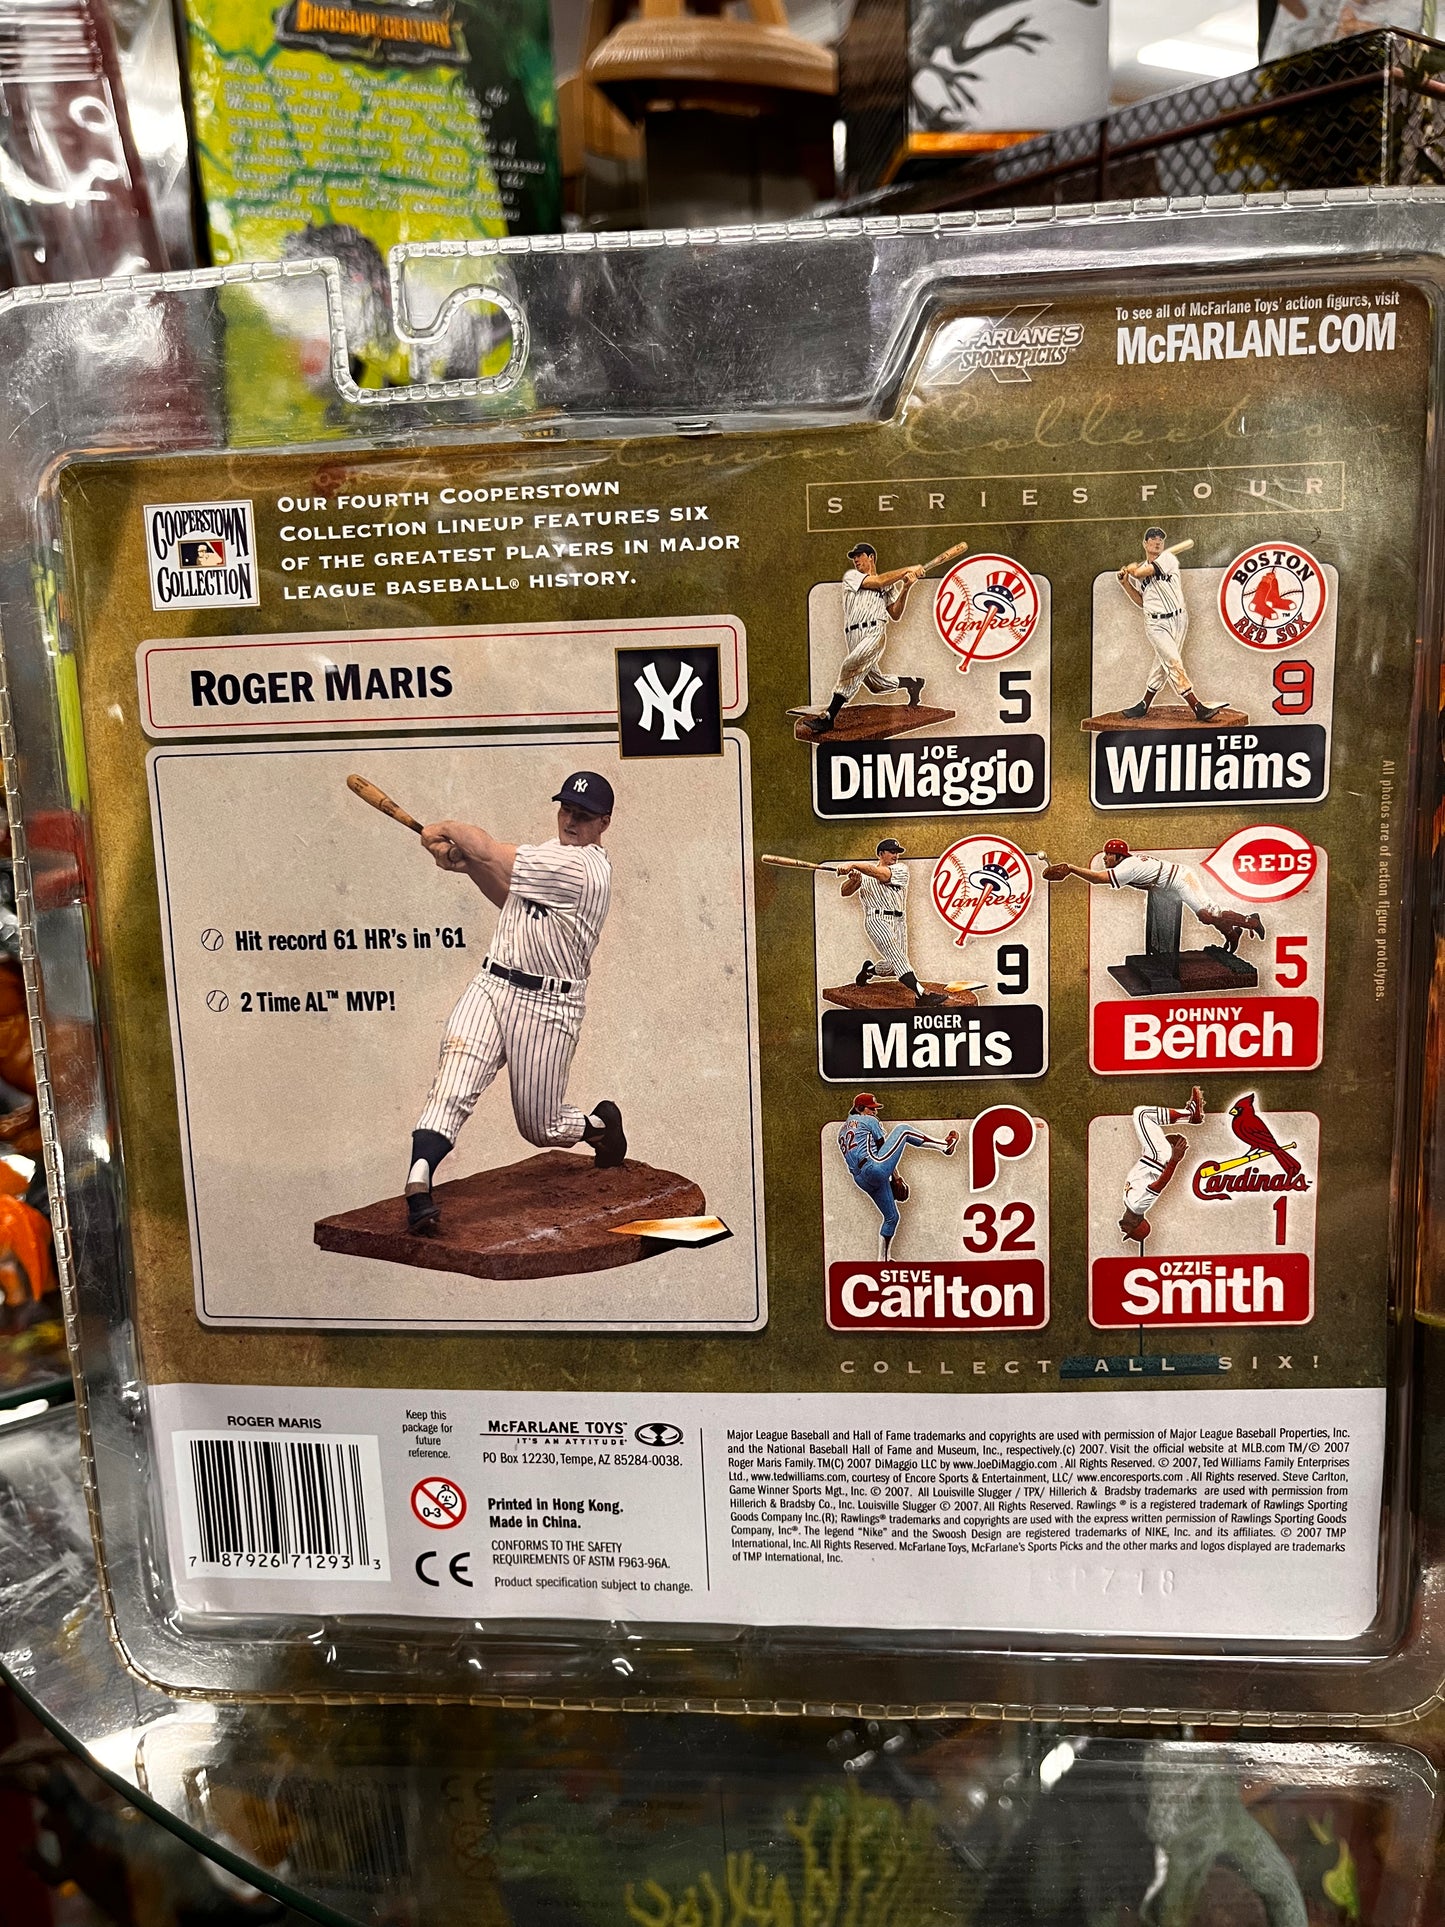 DINOSAUR CENTURY
To see all of McFarlane Toys' action figures, visit
McFARLANE.COM
FARLANE'S
SPORTSPICKS
Cooperstown Collection
COOPERSTOWN
COLLECTION
OUR FOURTH COOPERSTOWN
COLLECTION LINEUP FEATURES SIX
OF THE GREATEST PLAYERS IN MAJOR
LEAGUE BASEBALL® HISTORY.
SERIES FOUR
ROGER MARIS
NY
Hit record 61 HR's in '61
2 Time AL™ MVP!
Yankees
5
JOE
DiMaggio
BOSTON
RED SOX
9
TED
Williams
Yankees
9
ROGER
Maris
REDS
5
JOHNNY
Bench
P
32
STEVE
Carlton
Cardinals
1
OZZIE
Smith
All photos are of action figure prototypes.
COLLECT ALL SIX!
ROGER MARIS
7 87926 71293 3
Keep this
package for
future
reference.
0-3
CE
McFARLANE TOYS™
IT'S AN ATTITUDE
PO Box 12230, Tempe, AZ 85284-0038.
Printed in Hong Kong.
Made in China.
CONFORMS TO THE SAFETY
REQUIREMENTS OF ASTM F963-96A.
Product specification subject to change.
Major League Baseball and Hall of Fame trademarks and copyrights are used with permission of Major League Baseball Properties, Inc.
and the National Baseball Hall of Fame and Museum, Inc., respectively.(c) 2007. Visit the official website at MLB.com TM/© 2007
Roger Maris Family. TM(C) 2007 DiMaggio LLC by www.JoeDiMaggio.com . All Rights Reserved. © 2007, Ted Williams Family Enterprises
Ltd., www.tedwilliams.com, courtesy of Encore Sports & Entertainment, LLC/ www.encoresports.com . All Rights reserved. Steve Carlton,
Game Winner Sports Mgt., Inc. © 2007. All Louisville Slugger / TPX/ Hillerich & Bradsby trademarks are used with permission from
Hillerich & Bradsby Co., Inc. Louisville Slugger © 2007. All Rights Reserved. Rawlings ® is a registered trademark of Rawlings Sporting
Goods Company Inc.(R); Rawlings® trademarks and copyrights are used with the express written permission of Rawlings Sporting Goods
Company, Inc®. The legend "Nike" and the Swoosh Design are registered trademarks of NIKE, Inc. and its affiliates. © 2007 TMP
International, Inc. All Rights Reserved. McFarlane Toys, McFarlane's Sports Picks and the other marks and logos displayed are trademarks
of TMP International, Inc.